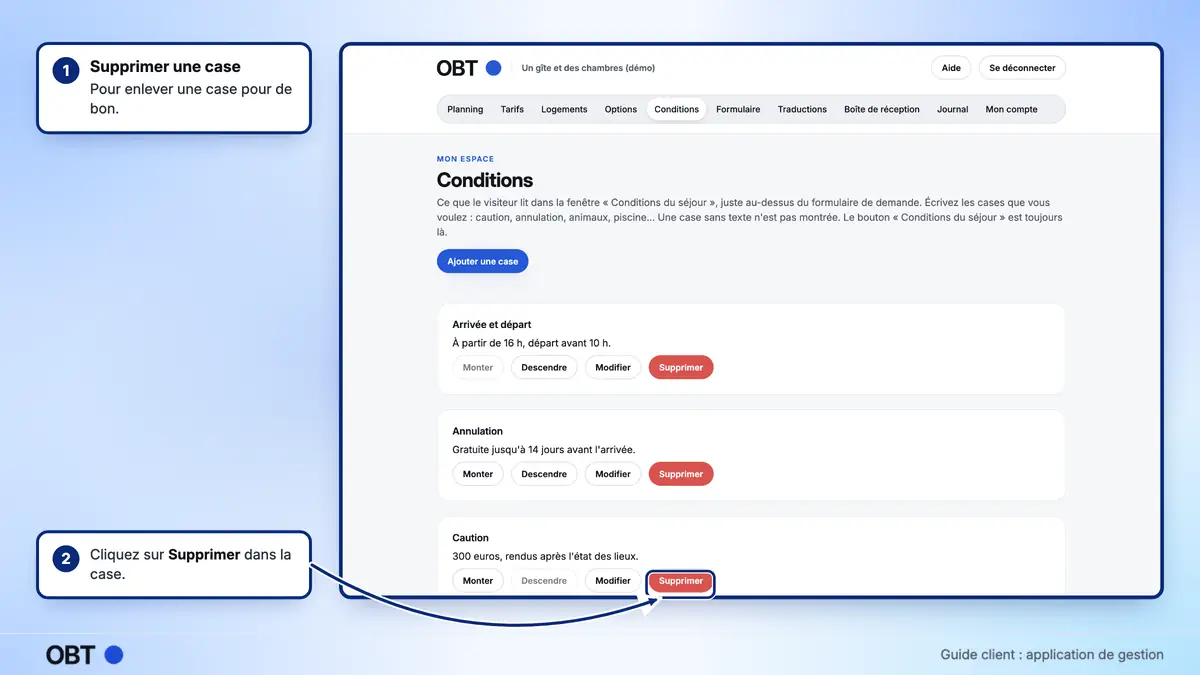 1
Supprimer une case
Pour enlever une case pour de
bon.
OBT
Un gîte et des chambres (démo)
Aide
Se déconnecter
Planning
Tarifs
Logements
Options
Conditions
Formulaire
Traductions
Boîte de réception
Journal
Mon compte
MON ESPACE
Conditions
Ce que le visiteur lit dans la fenêtre « Conditions du séjour », juste au-dessus du formulaire de demande. Écrivez les cases que vous
voulez : caution, annulation, animaux, piscine... Une case sans texte n'est pas montrée. Le bouton « Conditions du séjour » est toujours
là.
Ajouter une case
Arrivée et départ
À partir de 16 h, départ avant 10 h.
Monter
Descendre
Modifier
Supprimer
Annulation
Gratuite jusqu'à 14 jours avant l'arrivée.
Monter
Descendre
Modifier
Supprimer
Caution
300 euros, rendus après l'état des lieux.
Monter
Descendre
Modifier
Supprimer
2
Cliquez sur Supprimer dans la
case.
OBT
Guide client : application de gestion